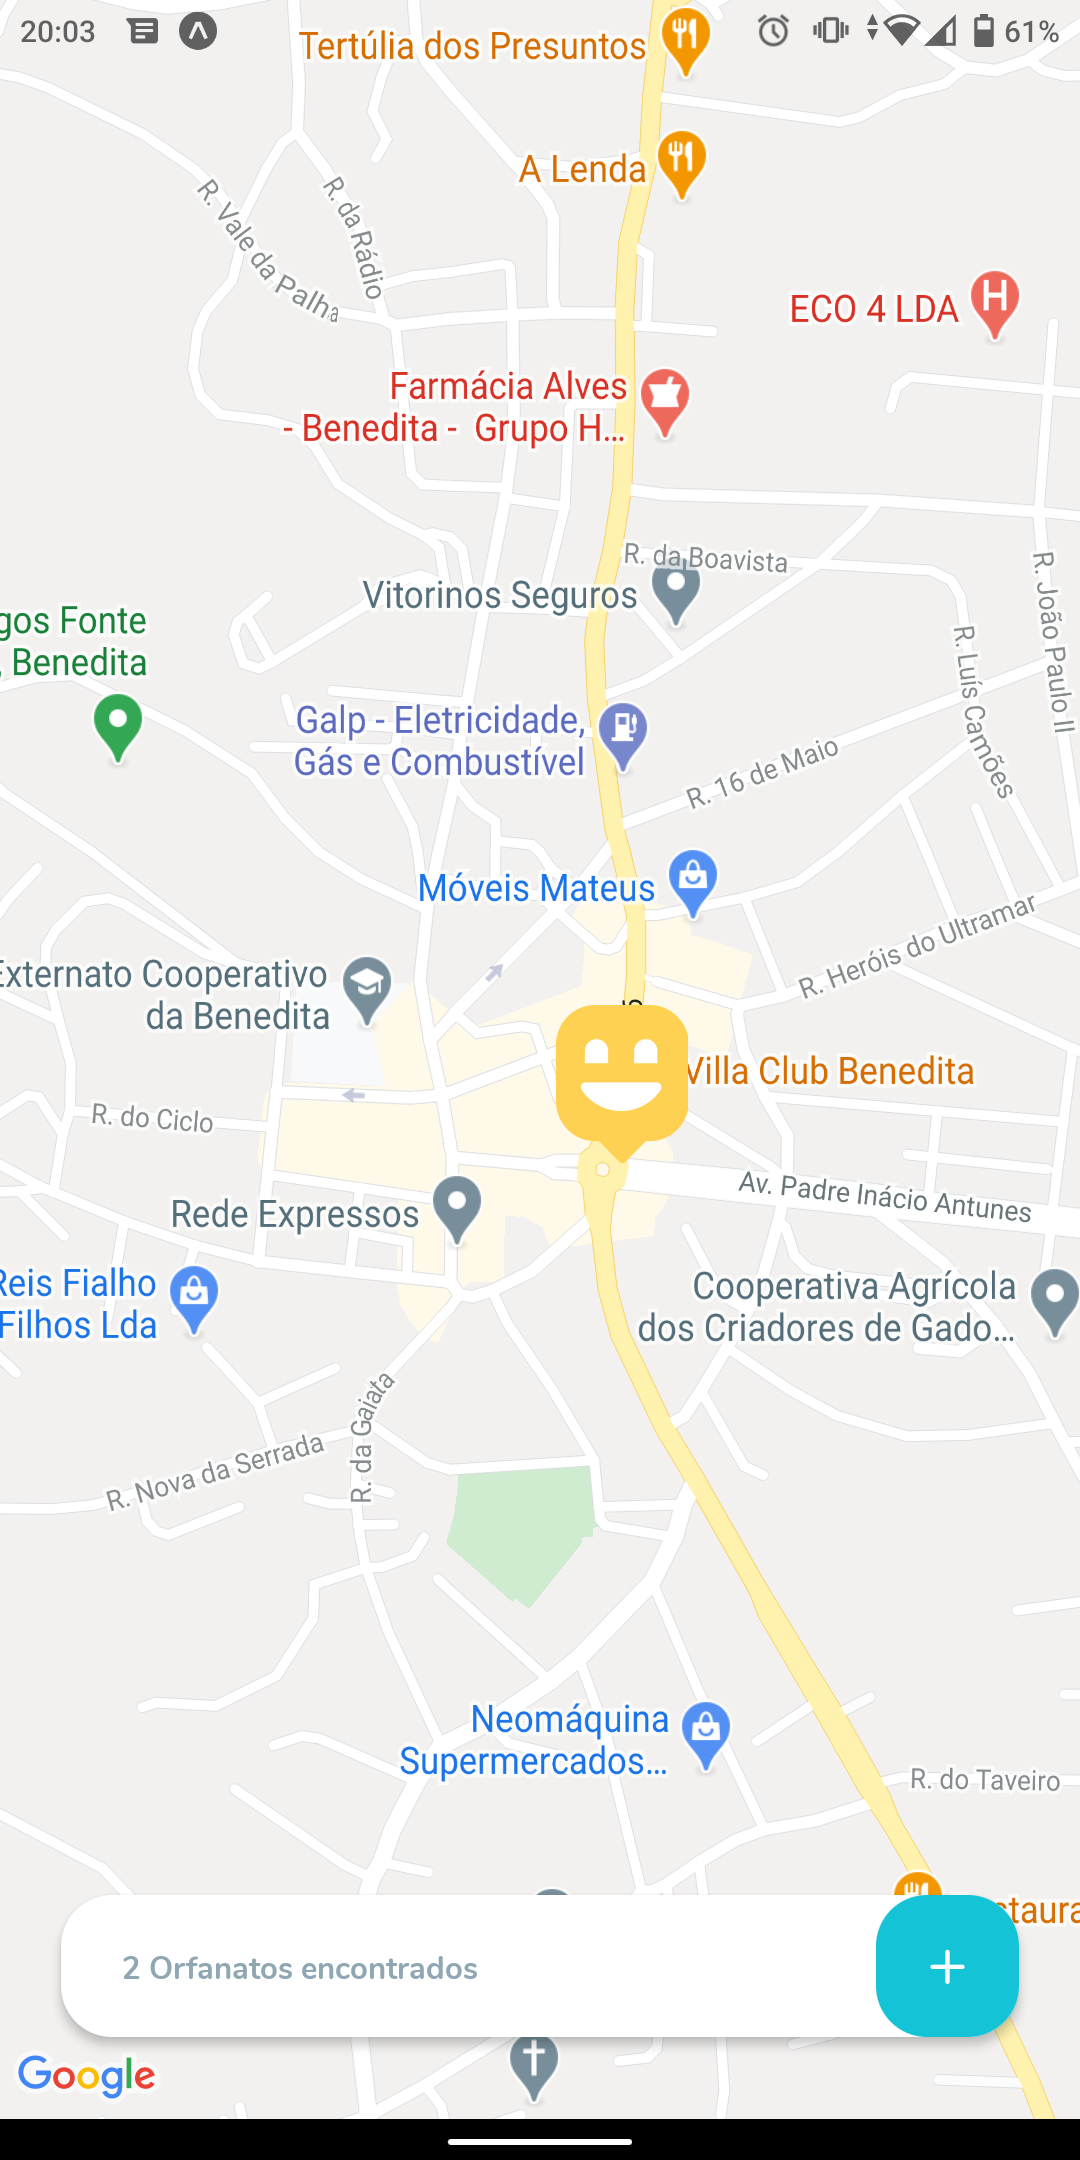 20:03
61%
Tertúlia dos Presuntos
A Lenda
R. Vale da Palha
R. da Rádio
ECO 4 LDA
Farmácia Alves
- Benedita - Grupo H...
R. da Boavista
Vitorinos Seguros
R. João Paulo II
gos Fonte
, Benedita
R. Luís Camões
Galp - Eletricidade,
Gás e Combustível
R. 16 de Maio
Móveis Mateus
R. Heróis do Ultramar
Externato Cooperativo
da Benedita
Villa Club Benedita
R. do Ciclo
Av. Padre Inácio Antunes
Rede Expressos
Reis Fialho
Filhos Lda
Cooperativa Agrícola
dos Criadores de Gado...
R. da Gaiata
R. Nova da Serrada
Neomáquina
Supermercados...
R. do Taveiro
staura
2 Orfanatos encontrados
+
Google